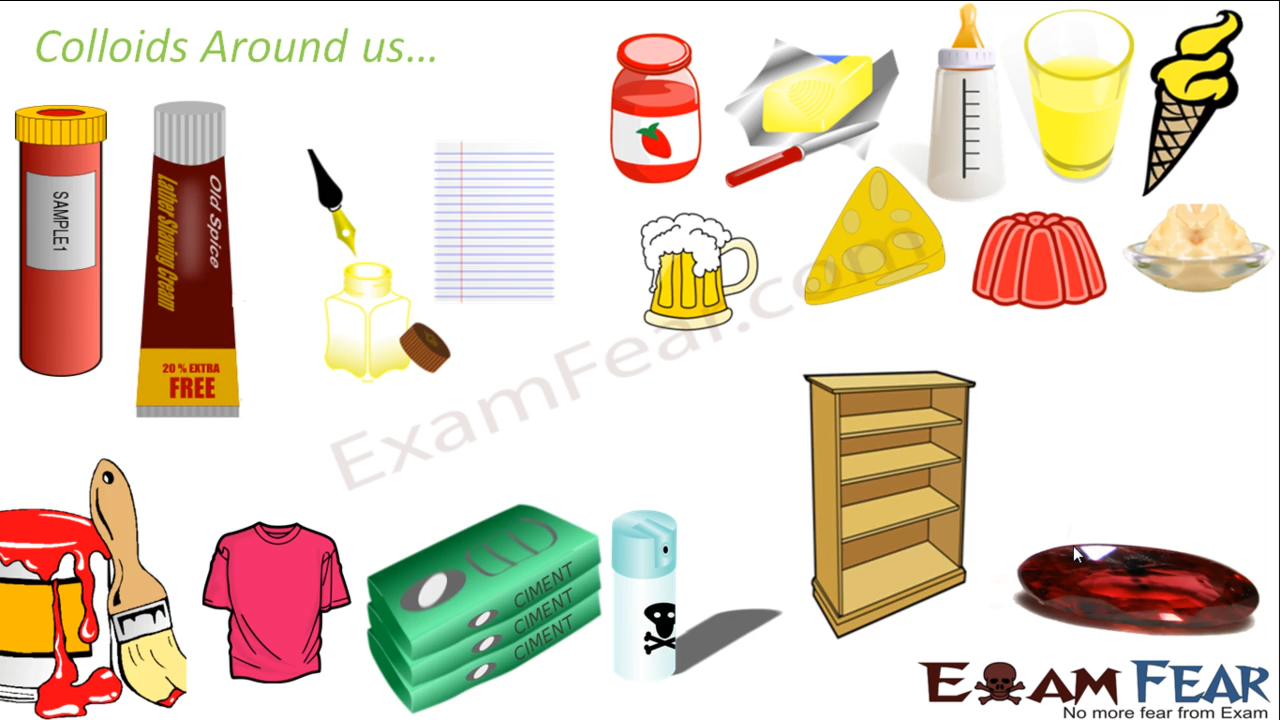 Colloids Around us...
SAMPLE1
Old Spice
Lather Shaving Cream
20 % EXTRA
FREE
ExamFear.com
CIMENT
CIMENT
CIMENT
EXAM FEAR
No more fear from Exam